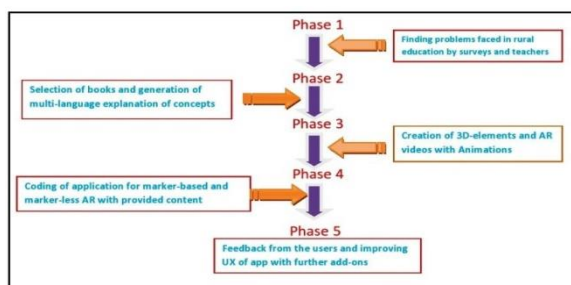 Phase 1
Finding problems faced in rural
education by surveys and teachers
Phase 2
Selection of books and generation of
multi-language explanation of concepts
Phase 3
Creation of 3D-elements and AR
videos with Animations
Phase 4
Coding of application for marker-based and
marker-less AR with provided content
Phase 5
Feedback from the users and improving
UX of app with further add-ons